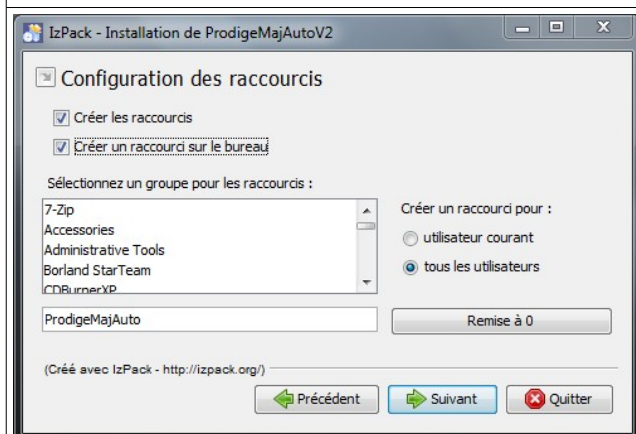 IzPack - Installation de ProdigeMajAutoV2
Configuration des raccourcis
Créer les raccourcis
Créer un raccourci sur le bureau
Sélectionnez un groupe pour les raccourcis :
7-Zip
Accessories
Administrative Tools
Borland StarTeam
CDBurnerXP
Créer un raccourci pour :
utilisateur courant
tous les utilisateurs
ProdigeMajAuto
Remise à 0
(Créé avec IzPack - http://izpack.org/)
Précédent
Suivant
Quitter